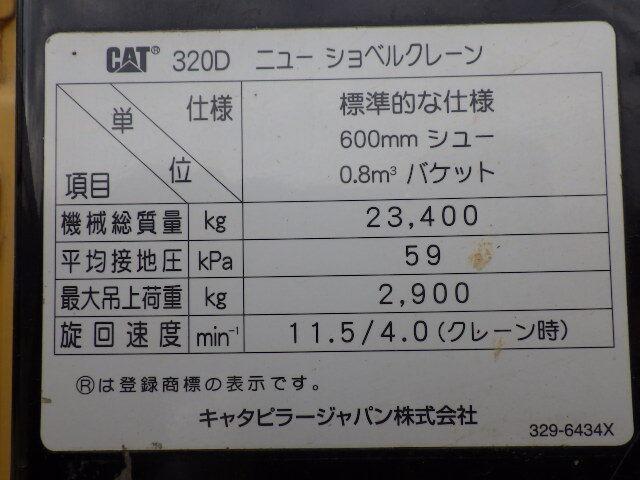 CAT® 320D ニュー ショベルクレーン
仕様
単
位
項目
標準的な仕様
600mm シュー
0.8m³ バケット
機械総質量 kg 23,400
平均接地圧 kPa 59
最大吊上荷重 kg 2,900
旋回速度 min⁻¹ 11.5/4.0(クレーン時)
Ⓡは登録商標の表示です。
キャタピラージャパン株式会社
329-6434X